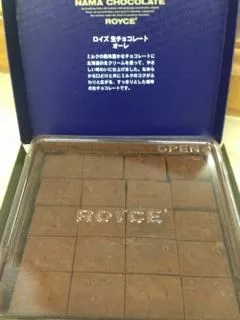 NAMA CHOCOLATE
ROYCE'
ロイズ 生チョコレート
オーレ
ミルクの風味豊かなチョコレートに
北海道の生クリームを使って、やさ
しい味わいに仕上げました。なめら
かな口どけと共にミルクのコクがふ
わりと広がる、すっきりとした後味
の生チョコレートです。
OPEN
ROYCE'